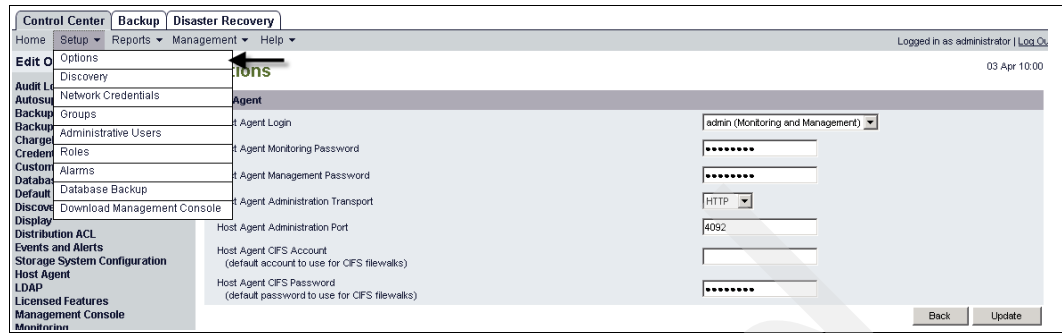 Control Center Backup Disaster Recovery
Home Setup Reports Management Help Logged in as administrator | Log Ou
Edit O
Options
03 Apr 10:00
Discovery
Network Credentials
Groups
Administrative Users
Roles
Alarms
Database Backup
Download Management Console
ions
Audit Lo
Autosup
Backup
Backup
Chargeb
Credent
Custom
Databas
Default
Discove
Display
Distribution ACL
Events and Alerts
Storage System Configuration
Host Agent
LDAP
Licensed Features
Management Console
Monitoring
Agent
t Agent Login admin (Monitoring and Management)
t Agent Monitoring Password ••••••••
t Agent Management Password ••••••••
t Agent Administration Transport HTTP
Host Agent Administration Port 4092
Host Agent CIFS Account
(default account to use for CIFS filewalks)
Host Agent CIFS Password ••••••••
(default password to use for CIFS filewalks)
Back Update